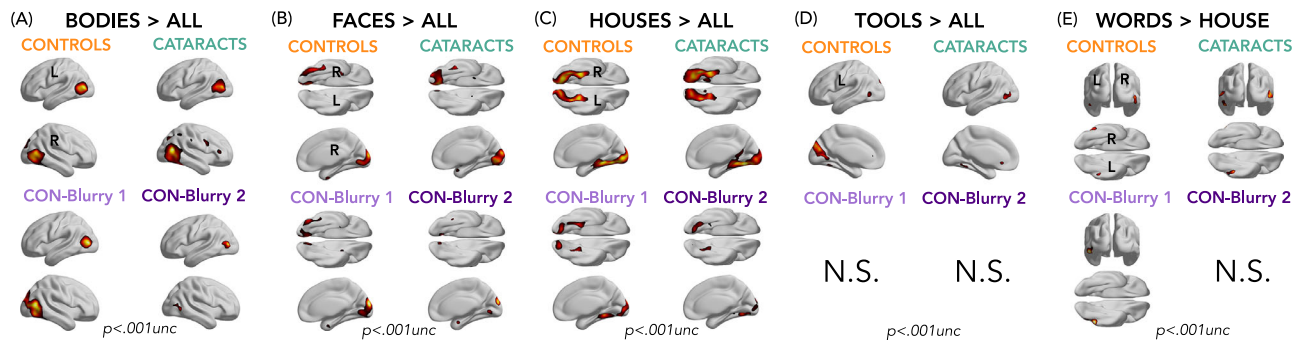 (A) BODIES > ALL
CONTROLS CATARACTS
L
R
CON-Blurry 1 CON-Blurry 2
p<.001unc
(B) FACES > ALL
CONTROLS CATARACTS
R
L
R
CON-Blurry 1 CON-Blurry 2
p<.001unc
(C) HOUSES > ALL
CONTROLS CATARACTS
R
L
CON-Blurry 1 CON-Blurry 2
p<.001unc
(D) TOOLS > ALL
CONTROLS CATARACTS
L
CON-Blurry 1 CON-Blurry 2
N.S. N.S.
p<.001unc
(E) WORDS > HOUSE
CONTROLS CATARACTS
L R
R
L
CON-Blurry 1 CON-Blurry 2
N.S.
p<.001unc